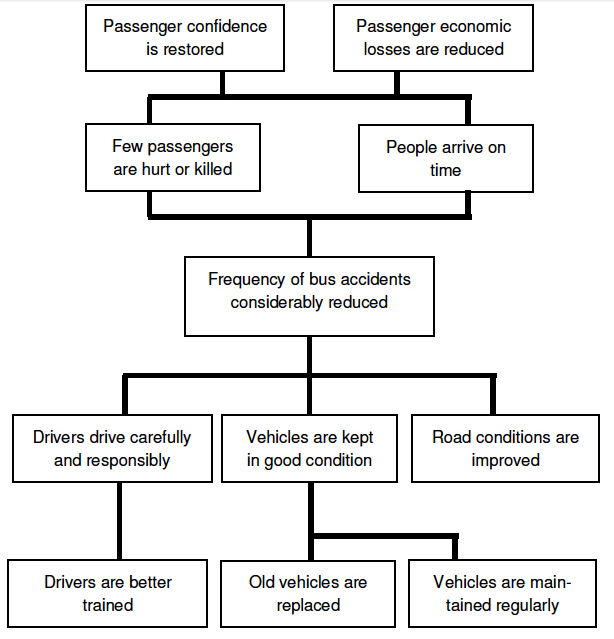 Passenger confidence
is restored
Passenger economic
losses are reduced
Few passengers
are hurt or killed
People arrive on
time
Frequency of bus accidents
considerably reduced
Drivers drive carefully
and responsibly
Vehicles are kept
in good condition
Road conditions are
improved
Drivers are better
trained
Old vehicles are
replaced
Vehicles are main-
tained regularly